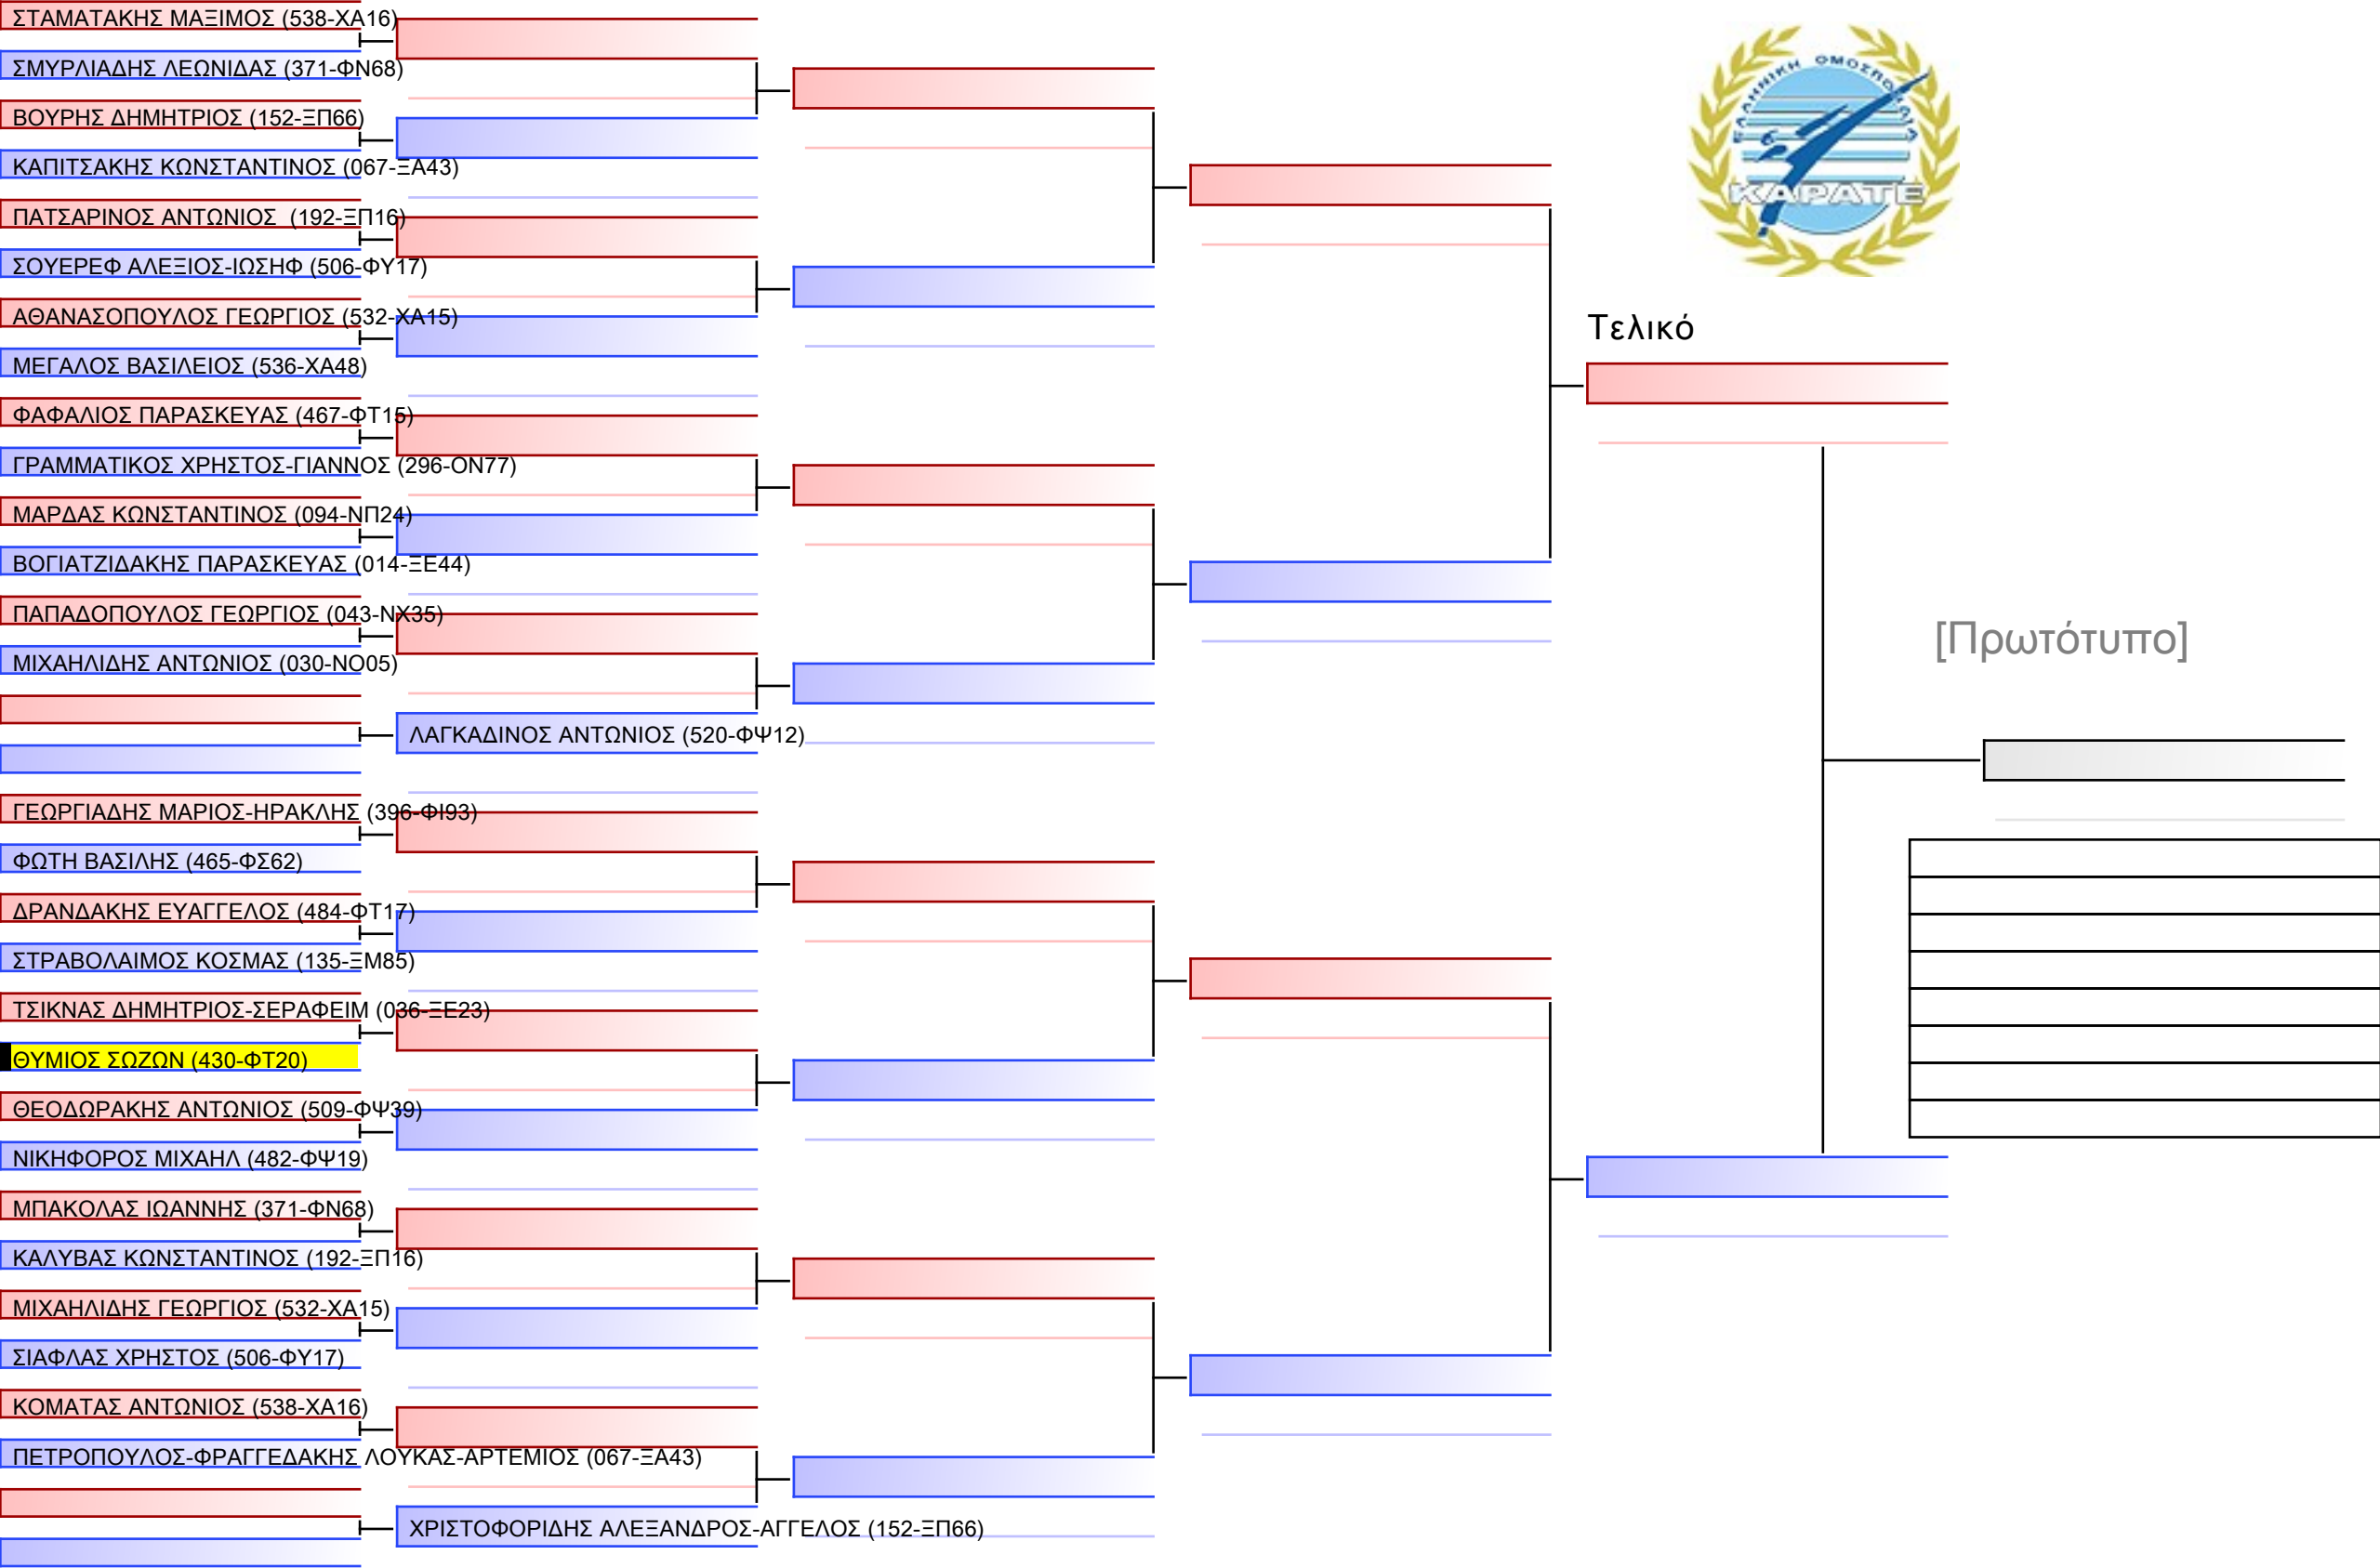 ΣΤΑΜΑΤΑΚΗΣ ΜΑΞΙΜΟΣ (538-ΧΑ16)
ΣΜΥΡΛΙΑΔΗΣ ΛΕΩΝΙΔΑΣ (371-ΦΝ68)
ΒΟΥΡΗΣ ΔΗΜΗΤΡΙΟΣ (152-ΞΠ66)
ΚΑΠΙΤΣΑΚΗΣ ΚΩΝΣΤΑΝΤΙΝΟΣ (067-ΞΑ43)
ΠΑΤΣΑΡΙΝΟΣ ΑΝΤΩΝΙΟΣ  (192-ΞΠ16)
ΣΟΥΕΡΕΦ ΑΛΕΞΙΟΣ-ΙΩΣΗΦ (506-ΦΥ17)
ΑΘΑΝΑΣΟΠΟΥΛΟΣ ΓΕΩΡΓΙΟΣ (532-ΧΑ15)
ΜΕΓΑΛΟΣ ΒΑΣΙΛΕΙΟΣ (536-ΧΑ48)
ΦΑΦΑΛΙΟΣ ΠΑΡΑΣΚΕΥΑΣ (467-ΦΤ15)
ΓΡΑΜΜΑΤΙΚΟΣ ΧΡΗΣΤΟΣ-ΓΙΑΝΝΟΣ (296-ΟΝ77)
ΜΑΡΔΑΣ ΚΩΝΣΤΑΝΤΙΝΟΣ (094-ΝΠ24)
ΒΟΓΙΑΤΖΙΔΑΚΗΣ ΠΑΡΑΣΚΕΥΑΣ (014-ΞΕ44)
ΠΑΠΑΔΟΠΟΥΛΟΣ ΓΕΩΡΓΙΟΣ (043-ΝΧ35)
ΜΙΧΑΗΛΙΔΗΣ ΑΝΤΩΝΙΟΣ (030-ΝΟ05)
ΛΑΓΚΑΔΙΝΟΣ ΑΝΤΩΝΙΟΣ (520-ΦΨ12)
ΓΕΩΡΓΙΑΔΗΣ ΜΑΡΙΟΣ-ΗΡΑΚΛΗΣ (396-ΦΙ93)
ΦΩΤΗ ΒΑΣΙΛΗΣ (465-ΦΣ62)
ΔΡΑΝΔΑΚΗΣ ΕΥΑΓΓΕΛΟΣ (484-ΦΤ17)
ΣΤΡΑΒΟΛΑΙΜΟΣ ΚΟΣΜΑΣ (135-ΞΜ85)
ΤΣΙΚΝΑΣ ΔΗΜΗΤΡΙΟΣ-ΣΕΡΑΦΕΙΜ (036-ΞΕ23)
ΘΥΜΙΟΣ ΣΩΖΩΝ (430-ΦΤ20)
ΘΕΟΔΩΡΑΚΗΣ ΑΝΤΩΝΙΟΣ (509-ΦΨ39)
ΝΙΚΗΦΟΡΟΣ ΜΙΧΑΗΛ (482-ΦΨ19)
ΜΠΑΚΟΛΑΣ ΙΩΑΝΝΗΣ (371-ΦΝ68)
ΚΑΛΥΒΑΣ ΚΩΝΣΤΑΝΤΙΝΟΣ (192-ΞΠ16)
ΜΙΧΑΗΛΙΔΗΣ ΓΕΩΡΓΙΟΣ (532-ΧΑ15)
ΣΙΑΦΛΑΣ ΧΡΗΣΤΟΣ (506-ΦΥ17)
ΚΟΜΑΤΑΣ ΑΝΤΩΝΙΟΣ (538-ΧΑ16)
ΠΕΤΡΟΠΟΥΛΟΣ-ΦΡΑΓΓΕΔΑΚΗΣ ΛΟΥΚΑΣ-ΑΡΤΕΜΙΟΣ (067-ΞΑ43)
ΧΡΙΣΤΟΦΟΡΙΔΗΣ ΑΛΕΞΑΝΔΡΟΣ-ΑΓΓΕΛΟΣ (152-ΞΠ66)
ΕΛΛΗΝΙΚΗ ΟΜΟΣΠΟΝΔΙΑ
ΚΑΡΑΤΕ
Τελικό
[Πρωτότυπο]